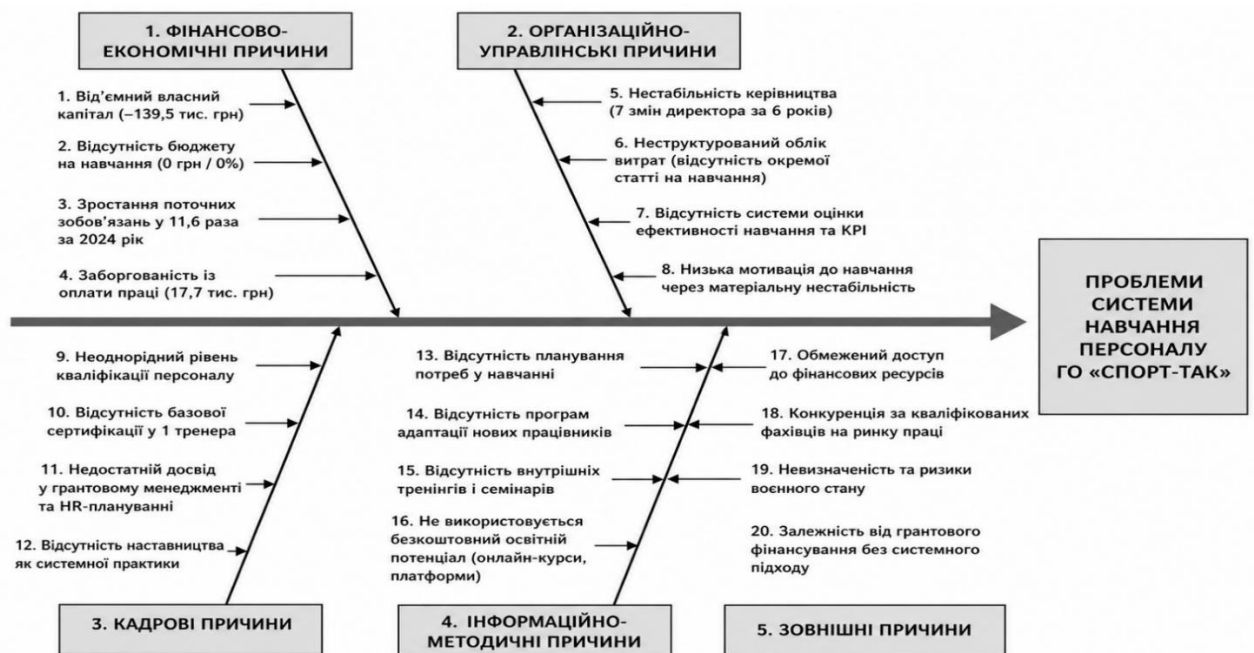 1. ФІНАНСОВО-
ЕКОНОМІЧНІ ПРИЧИНИ
2. ОРГАНІЗАЦІЙНО-
УПРАВЛІНСЬКІ ПРИЧИНИ
1. Від’ємний власний
капітал (–139,5 тис. грн)
2. Відсутність бюджету
на навчання (0 грн / 0%)
3. Зростання поточних
зобов’язань у 11,6 раза
за 2024 рік
4. Заборгованість із
оплати праці (17,7 тис. грн)
5. Нестабільність керівництва
(7 змін директора за 6 років)
6. Неструктурований облік
витрат (відсутність окремої
статті на навчання)
7. Відсутність системи оцінки
ефективності навчання та KPI
8. Низька мотивація до навчання
через матеріальну нестабільність
ПРОБЛЕМИ
СИСТЕМИ
НАВЧАННЯ
ПЕРСОНАЛУ
ГО «СПОРТ-ТАК»
9. Неоднорідний рівень
кваліфікації персоналу
10. Відсутність базової
сертифікації у 1 тренера
11. Недостатній досвід
у грантовому менеджменті
та HR-плануванні
12. Відсутність наставництва
як системної практики
13. Відсутність планування
потреб у навчанні
14. Відсутність програм
адаптації нових працівників
15. Відсутність внутрішніх
тренінгів і семінарів
16. Не використовується
безкоштовний освітній
потенціал (онлайн-курси,
платформи)
17. Обмежений доступ
до фінансових ресурсів
18. Конкуренція за кваліфікованих
фахівців на ринку праці
19. Невизначеність та ризики
воєнного стану
20. Залежність від грантового
фінансування без системного
підходу
3. КАДРОВІ ПРИЧИНИ
4. ІНФОРМАЦІЙНО-
МЕТОДИЧНІ ПРИЧИНИ
5. ЗОВНІШНІ ПРИЧИНИ